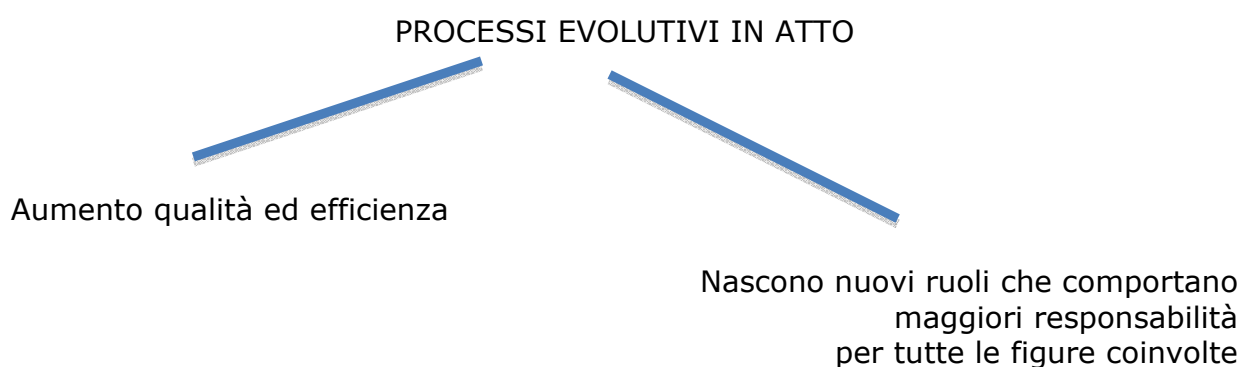 PROCESSI EVOLUTIVI IN ATTO
Aumento qualità ed efficienza
Nascono nuovi ruoli che comportano
maggiori responsabilità
per tutte le figure coinvolte